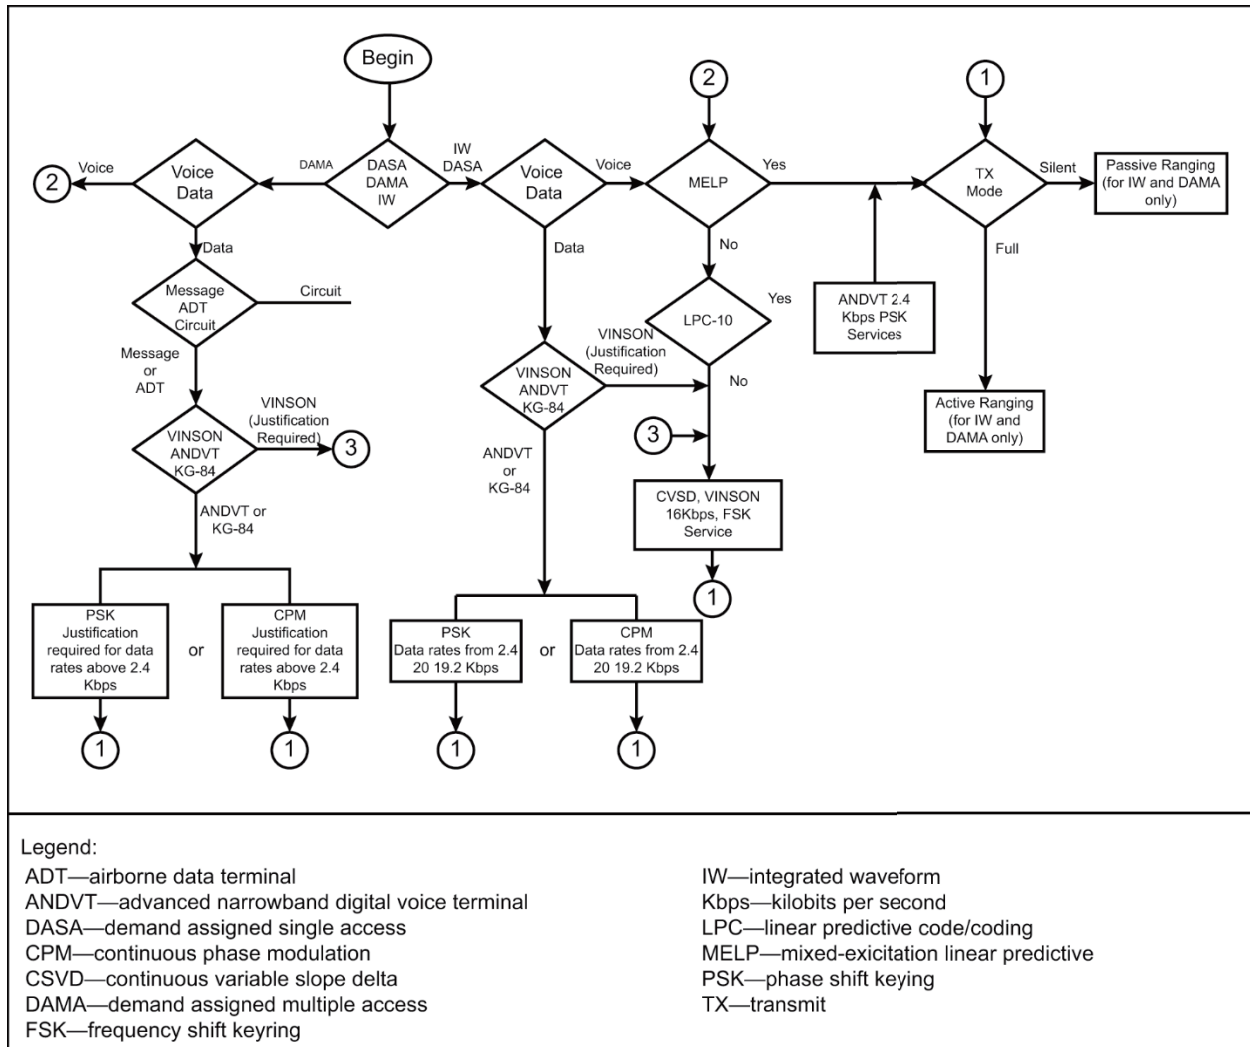 Begin
2
1
Voice
2
Voice
Data
DAMA
DASA
DAMA
IW
IW
DASA
Voice
Data
Voice
MELP
Yes
TX
Mode
Silent
Passive Ranging
(for IW and DAMA
only)
Data
Data
No
Full
Message
ADT
Circuit
Circuit
LPC-10
Yes
ANDVT 2.4
Kbps PSK
Services
Message
or
ADT
VINSON
(Justification
Required)
VINSON
ANDVT
KG-84
No
VINSON
(Justification
Required)
VINSON
ANDVT
KG-84
3
3
Active Ranging
(for IW and
DAMA only)
ANDVT
or
KG-84
CVSD, VINSON
16Kbps, FSK
Service
ANDVT or
KG-84
1
PSK
Justification
required for data
rates above 2.4
Kbps
or
CPM
Justification
required for data
rates above 2.4
Kbps
PSK
Data rates from 2.4
20 19.2 Kbps
or
CPM
Data rates from 2.4
20 19.2 Kbps
1
1
1
1
Legend:
ADT—airborne data terminal
ANDVT—advanced narrowband digital voice terminal
DASA—demand assigned single access
CPM—continuous phase modulation
CSVD—continuous variable slope delta
DAMA—demand assigned multiple access
FSK—frequency shift keyring
IW—integrated waveform
Kbps—kilobits per second
LPC—linear predictive code/coding
MELP—mixed-exicitation linear predictive
PSK—phase shift keying
TX—transmit